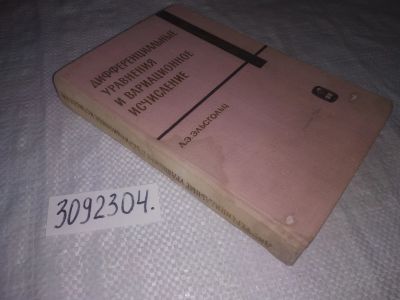 ДИФФЕРЕНЦИАЛЬНЫЕ
УРАВНЕНИЯ
И ВАРИАЦИОННОЕ
ИСЧИСЛЕНИЕ
Л.Э. ЭЛЬСГОЛЬЦ
3092304.